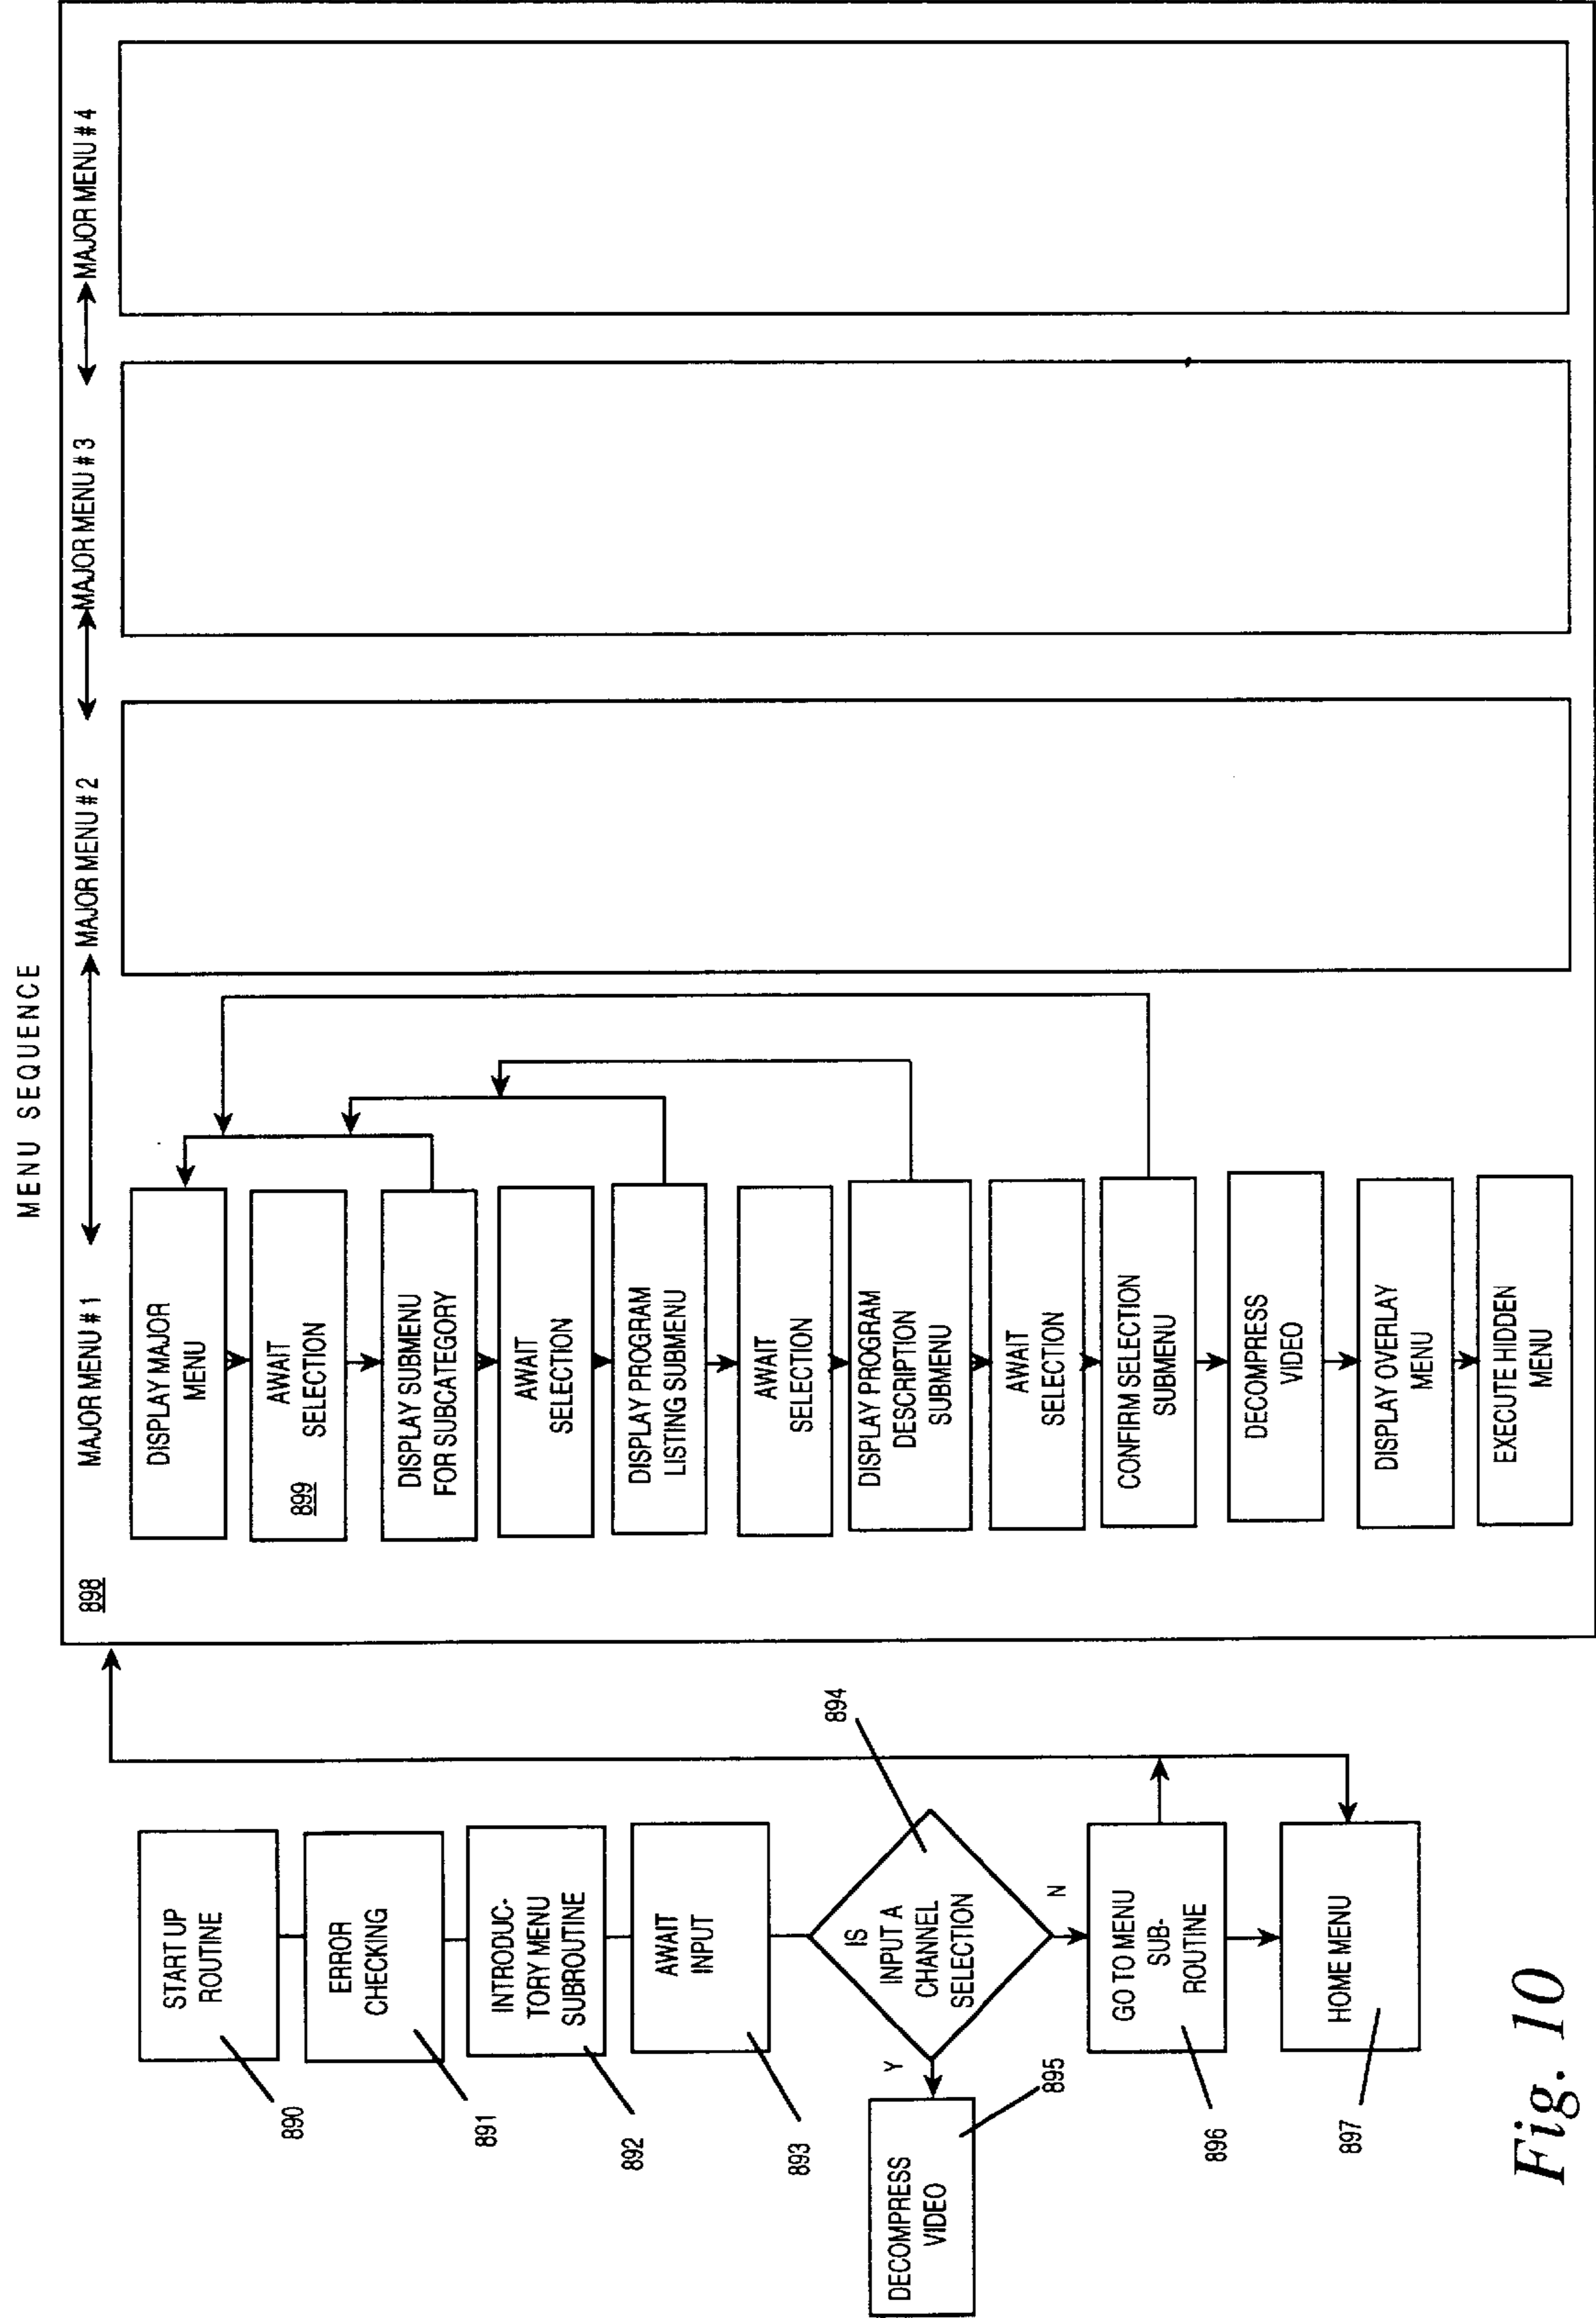 MENU SEQUENCE
START UP
ROUTINE
890
ERROR
CHECKING
891
INTRODUC-
TORY MENU
SUBROUTINE
892
AWAIT
INPUT
893
IS
INPUT A
CHANNEL
SELECTION
894
Y
N
DECOMPRESS
VIDEO
895
GO TO MENU
SUB-
ROUTINE
896
HOME MENU
897
898
MAJOR MENU # 1
MAJOR MENU # 2
MAJOR MENU # 3
MAJOR MENU # 4
DISPLAY MAJOR
MENU
AWAIT
SELECTION
899
DISPLAY SUBMENU
FOR SUBCATEGORY
AWAIT
SELECTION
DISPLAY PROGRAM
LISTING SUBMENU
AWAIT
SELECTION
DISPLAY PROGRAM
DESCRIPTION
SUBMENU
AWAIT
SELECTION
CONFIRM SELECTION
SUBMENU
DECOMPRESS
VIDEO
DISPLAY OVERLAY
MENU
EXECUTE HIDDEN
MENU
Fig. 10